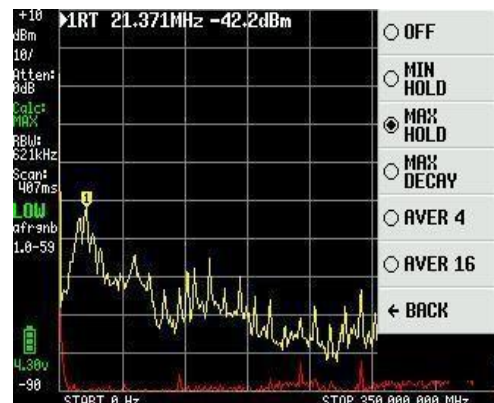 +10
dBm
10/
Atten:
0dB
Calc:
MAX
RBW:
621kHz
Scan:
407ms
LOW
afrgnb
1.0-59
4.30v
-90
▶1RT 21.371MHz -42.2dBm
1
START 0 Hz
STOP 350.000 000 MHz
OFF
MIN HOLD
MAX HOLD
MAX DECAY
AVER 4
AVER 16
← BACK